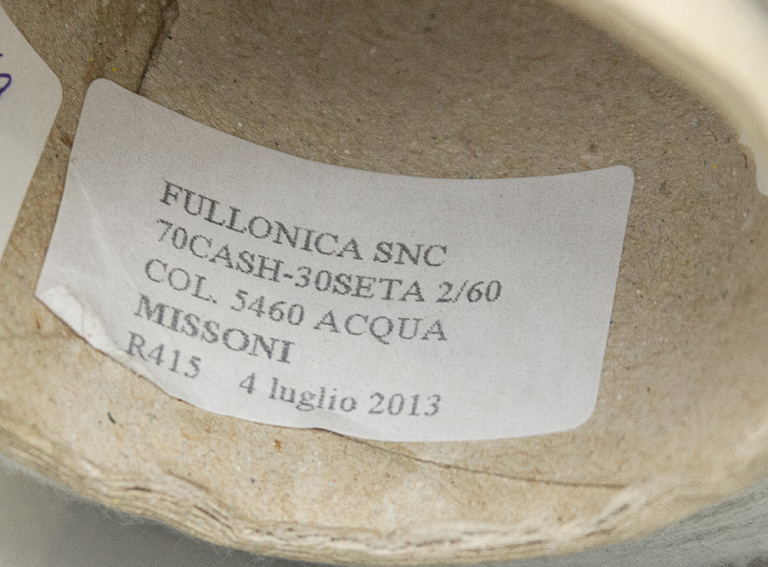 FULLONICA SNC
70CASH-30SETA 2/60
COL. 5460 ACQUA
MISSONI
R415 4 luglio 2013